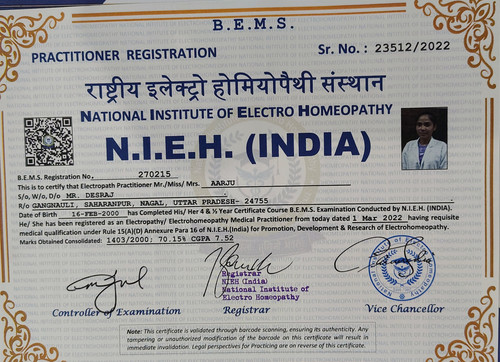 B.E.M.S.
PRACTITIONER REGISTRATION
Sr. No. : 23512/2022
राष्ट्रीय इलेक्ट्रो होमियोपैथी संस्थान
NATIONAL INSTITUTE OF ELECTRO HOMEOPATHY
N.I.E.H. (INDIA)
B.E.M.S. Registration No. 270215
This is to certify that Electropath Practitioner Mr./Miss/ Mrs. AARJU
S/o, W/o, D/o MR. DESRAJ
R/o GANGNAULI, SAHARANPUR, NAGAL, UTTAR PRADESH- 24755
Date of Birth 16-FEB-2000 has Completed His/ Her 4 & ½ Year Certificate Course B.E.M.S. Examination Conducted by N.I.E.H. (INDIA).
He/ She has been registered as an Electropathy/ Electrohomeopathy Medical Practitioner from today dated 1 Mar 2022 having requisite
medical qualification under Rule 15(A)(D) Annexure Para 16 of N.I.E.H.(India) for Promotion, Development & Research of Electrohomeopathy.
Marks Obtained Consolidated: 1403/2000: 70.15% CGPA 7.52
Registrar
NIEH (India)
National Institute of
Electro Homeopathy
Controller of Examination
Registrar
Vice Chancellor
Note: This certificate is validated through barcode scanning, ensuring its authenticity. Any
tampering or unauthorized modification of the barcode on this certificate will result in
immediate invalidation. Legal perspectives for Practicing are on reverse of this certificate.